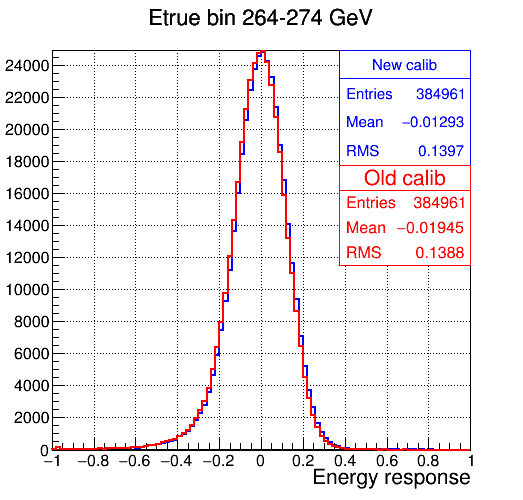 Etrue bin 264-274 GeV
New calib
Entries 384961
Mean −0.01293
RMS 0.1397
Old calib
Entries 384961
Mean −0.01945
RMS 0.1388
24000
22000
20000
18000
16000
14000
12000
10000
8000
6000
4000
2000
0
−1 −0.8 −0.6 −0.4 −0.2 0 0.2 0.4 0.6 0.8 1
Energy response